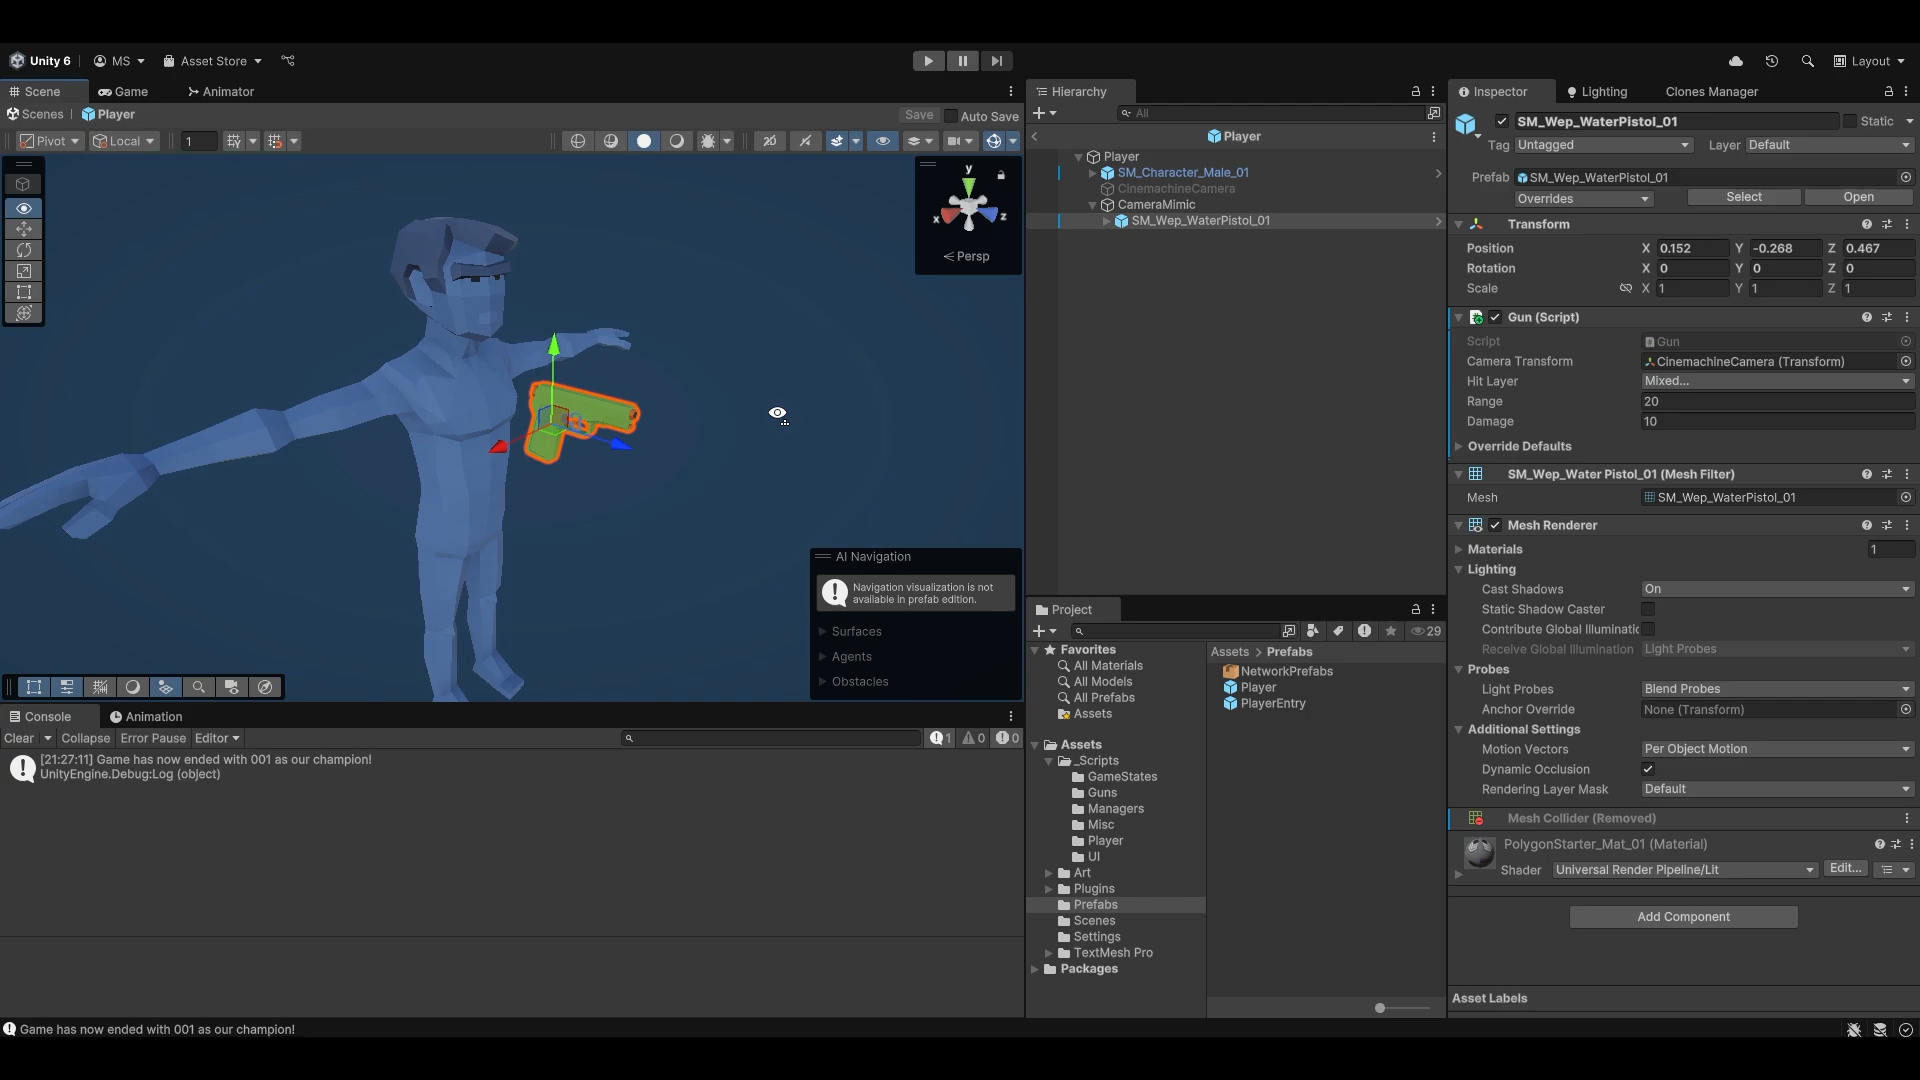 Unity 6
MS
Asset Store
Layout
Scene
Game
Animator
Hierarchy
Inspector
Lighting
Clones Manager
Scenes
Player
Save
Auto Save
All
SM_Wep_WaterPistol_01
Static
Pivot
Local
1
2D
Player
Tag
Untagged
Layer
Default
Player
SM_Character_Male_01
CinemachineCamera
CameraMimic
SM_Wep_WaterPistol_01
Prefab
SM_Wep_WaterPistol_01
Overrides
Select
Open
y
x
z
Persp
Transform
Position
X
0.152
Y
-0.268
Z
0.467
Rotation
X
0
Y
0
Z
0
Scale
X
1
Y
1
Z
1
Gun (Script)
Script
Gun
Camera Transform
CinemachineCamera (Transform)
Hit Layer
Mixed...
Range
20
Damage
10
Override Defaults
SM_Wep_Water Pistol_01 (Mesh Filter)
Mesh
SM_Wep_WaterPistol_01
Mesh Renderer
Materials
1
Lighting
Cast Shadows
On
Static Shadow Caster
Contribute Global Illuminatic
Receive Global Illumination
Light Probes
Probes
Light Probes
Blend Probes
Anchor Override
None (Transform)
Additional Settings
Motion Vectors
Per Object Motion
Dynamic Occlusion
Rendering Layer Mask
Default
Mesh Collider (Removed)
PolygonStarter_Mat_01 (Material)
Shader
Universal Render Pipeline/Lit
Edit...
Add Component
Asset Labels
AI Navigation
Navigation visualization is not
available in prefab edition.
Surfaces
Agents
Obstacles
Project
29
Favorites
All Materials
All Models
All Prefabs
Assets
Assets
_Scripts
GameStates
Guns
Managers
Misc
Player
UI
Art
Plugins
Prefabs
Scenes
Settings
TextMesh Pro
Packages
Assets > Prefabs
NetworkPrefabs
Player
PlayerEntry
Console
Animation
Clear
Collapse
Error Pause
Editor
1
0
0
[21:27:11] Game has now ended with 001 as our champion!
UnityEngine.Debug:Log (object)
Game has now ended with 001 as our champion!